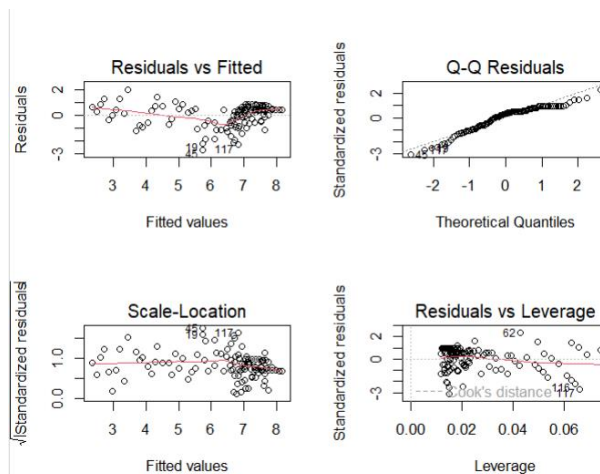 Residuals vs Fitted
Residuals
2
0
-3
19
45
117
3 4 5 6 7 8
Fitted values
Q-Q Residuals
Standardized residuals
2
0
-3
45
-2 -1 0 1 2
Theoretical Quantiles
Scale-Location
√|Standardized residuals|
1.0
0.0
45
19
117
3 4 5 6 7 8
Fitted values
Residuals vs Leverage
Standardized residuals
2
0
-3
62
116
117
Cook's distance
0.00 0.02 0.04 0.06
Leverage